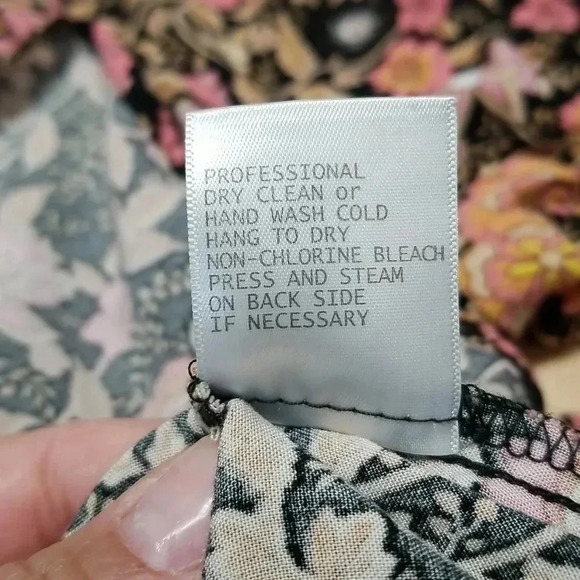 PROFESSIONAL
DRY CLEAN or
HAND WASH COLD
HANG TO DRY
NON-CHLORINE BLEACH
PRESS AND STEAM
ON BACK SIDE
IF NECESSARY